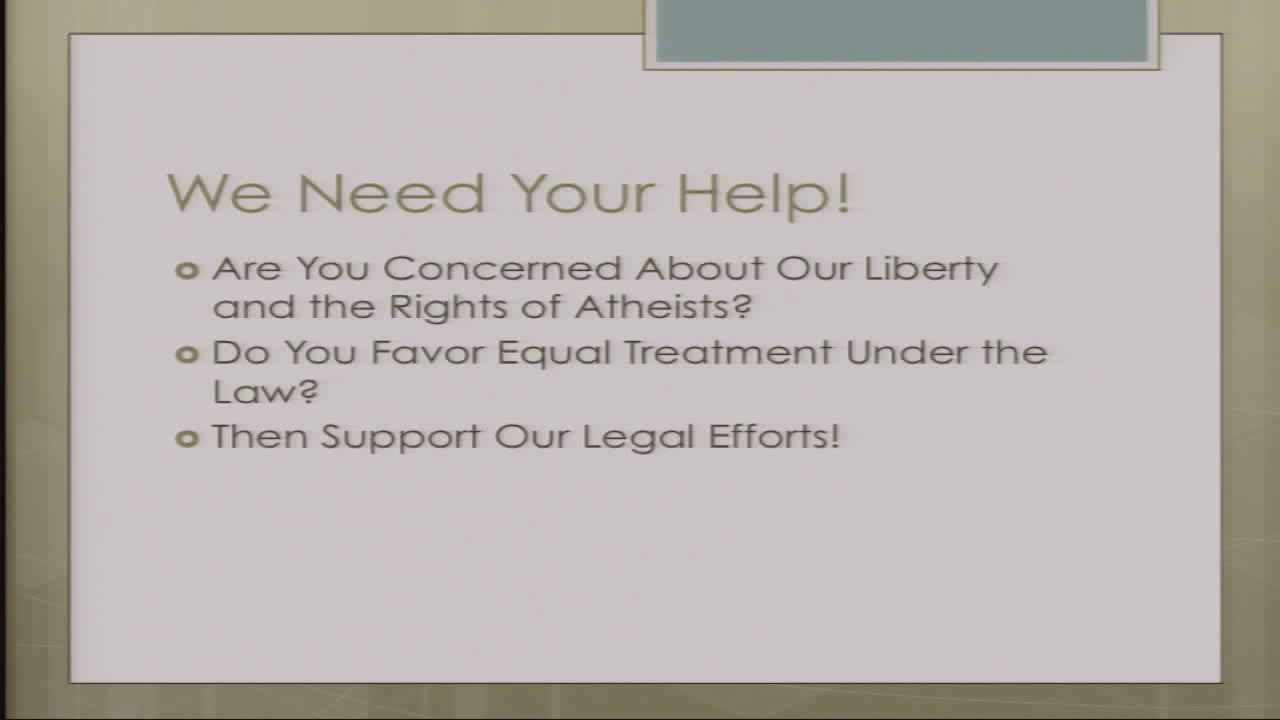 We Need Your Help!
Are You Concerned About Our Liberty
and the Rights of Atheists?
Do You Favor Equal Treatment Under the
Law?
Then Support Our Legal Efforts!